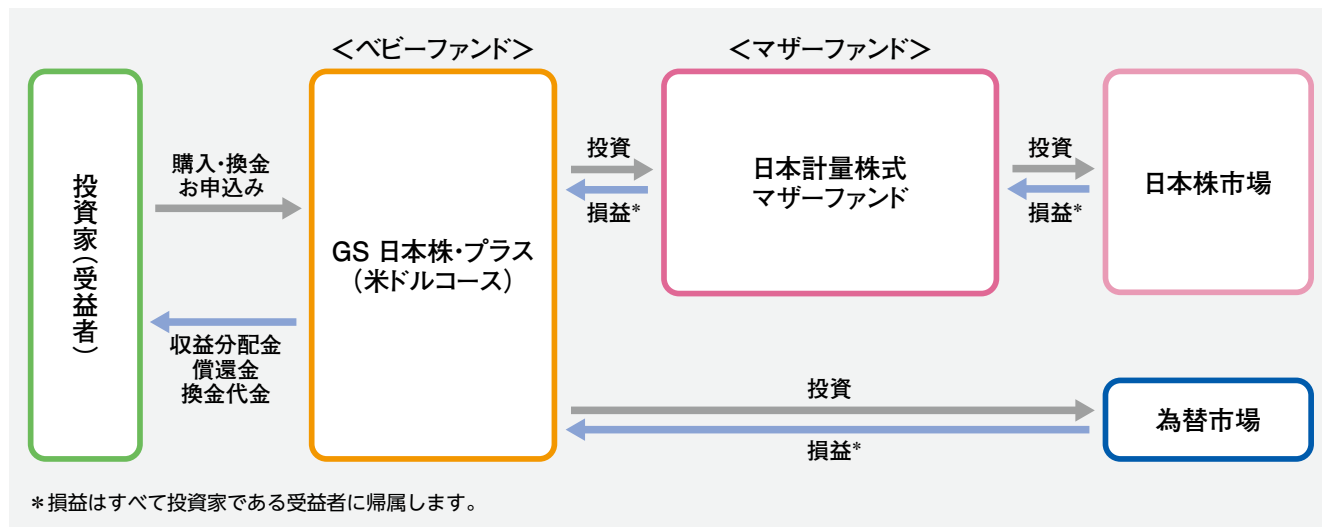 ＜ベビーファンド＞
＜マザーファンド＞
投資家（受益者）
購入・換金
お申込み
収益分配金
償還金
換金代金
GS 日本株・プラス
（米ドルコース）
投資
損益*
日本計量株式
マザーファンド
投資
損益*
日本株市場
投資
損益*
為替市場
＊損益はすべて投資家である受益者に帰属します。